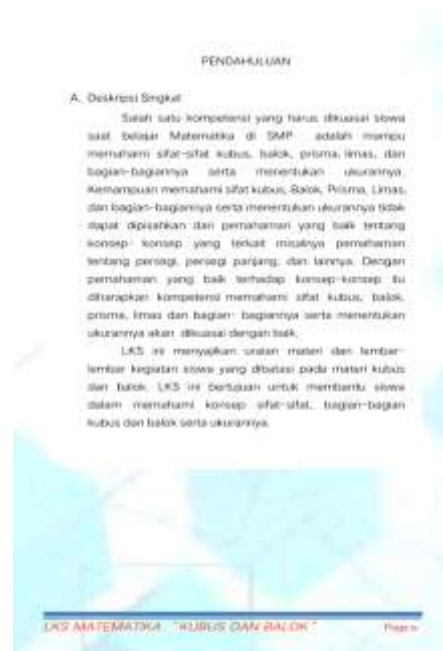 PENDAHULUAN
A. Deskripsi Singkat
Salah satu kompetensi yang harus dikuasai siswa
saat belajar Matematika di SMP adalah mampu
memahami sifat-sifat kubus, balok, prisma, limas, dan
bagian-bagiannya serta menentukan ukurannya.
Kemampuan memahami sifat kubus, Balok, Prisma, Limas,
dan bagian-bagiannya serta menentukan ukurannya tidak
dapat dipisahkan dari pemahaman yang baik tentang
konsep- konsep yang terkait misalnya pemahaman
tentang persegi, persegi panjang, dan lainnya. Dengan
pemahaman yang baik terhadap konsep-konsep itu
diharapkan kompetensi memahami sifat kubus, balok,
prisma, limas dan bagian- bagiannya serta menentukan
ukurannya akan dikuasai dengan baik.
LKS ini menyajikan uraian materi dan lembar-
lembar kegiatan siswa yang dibatasi pada materi kubus
dan balok. LKS ini bertujuan untuk membantu siswa
dalam memahami konsep sifat-sifat, bagian-bagian
kubus dan balok serta ukurannya.
LKS MATEMATIKA "KUBUS DAN BALOK" Page